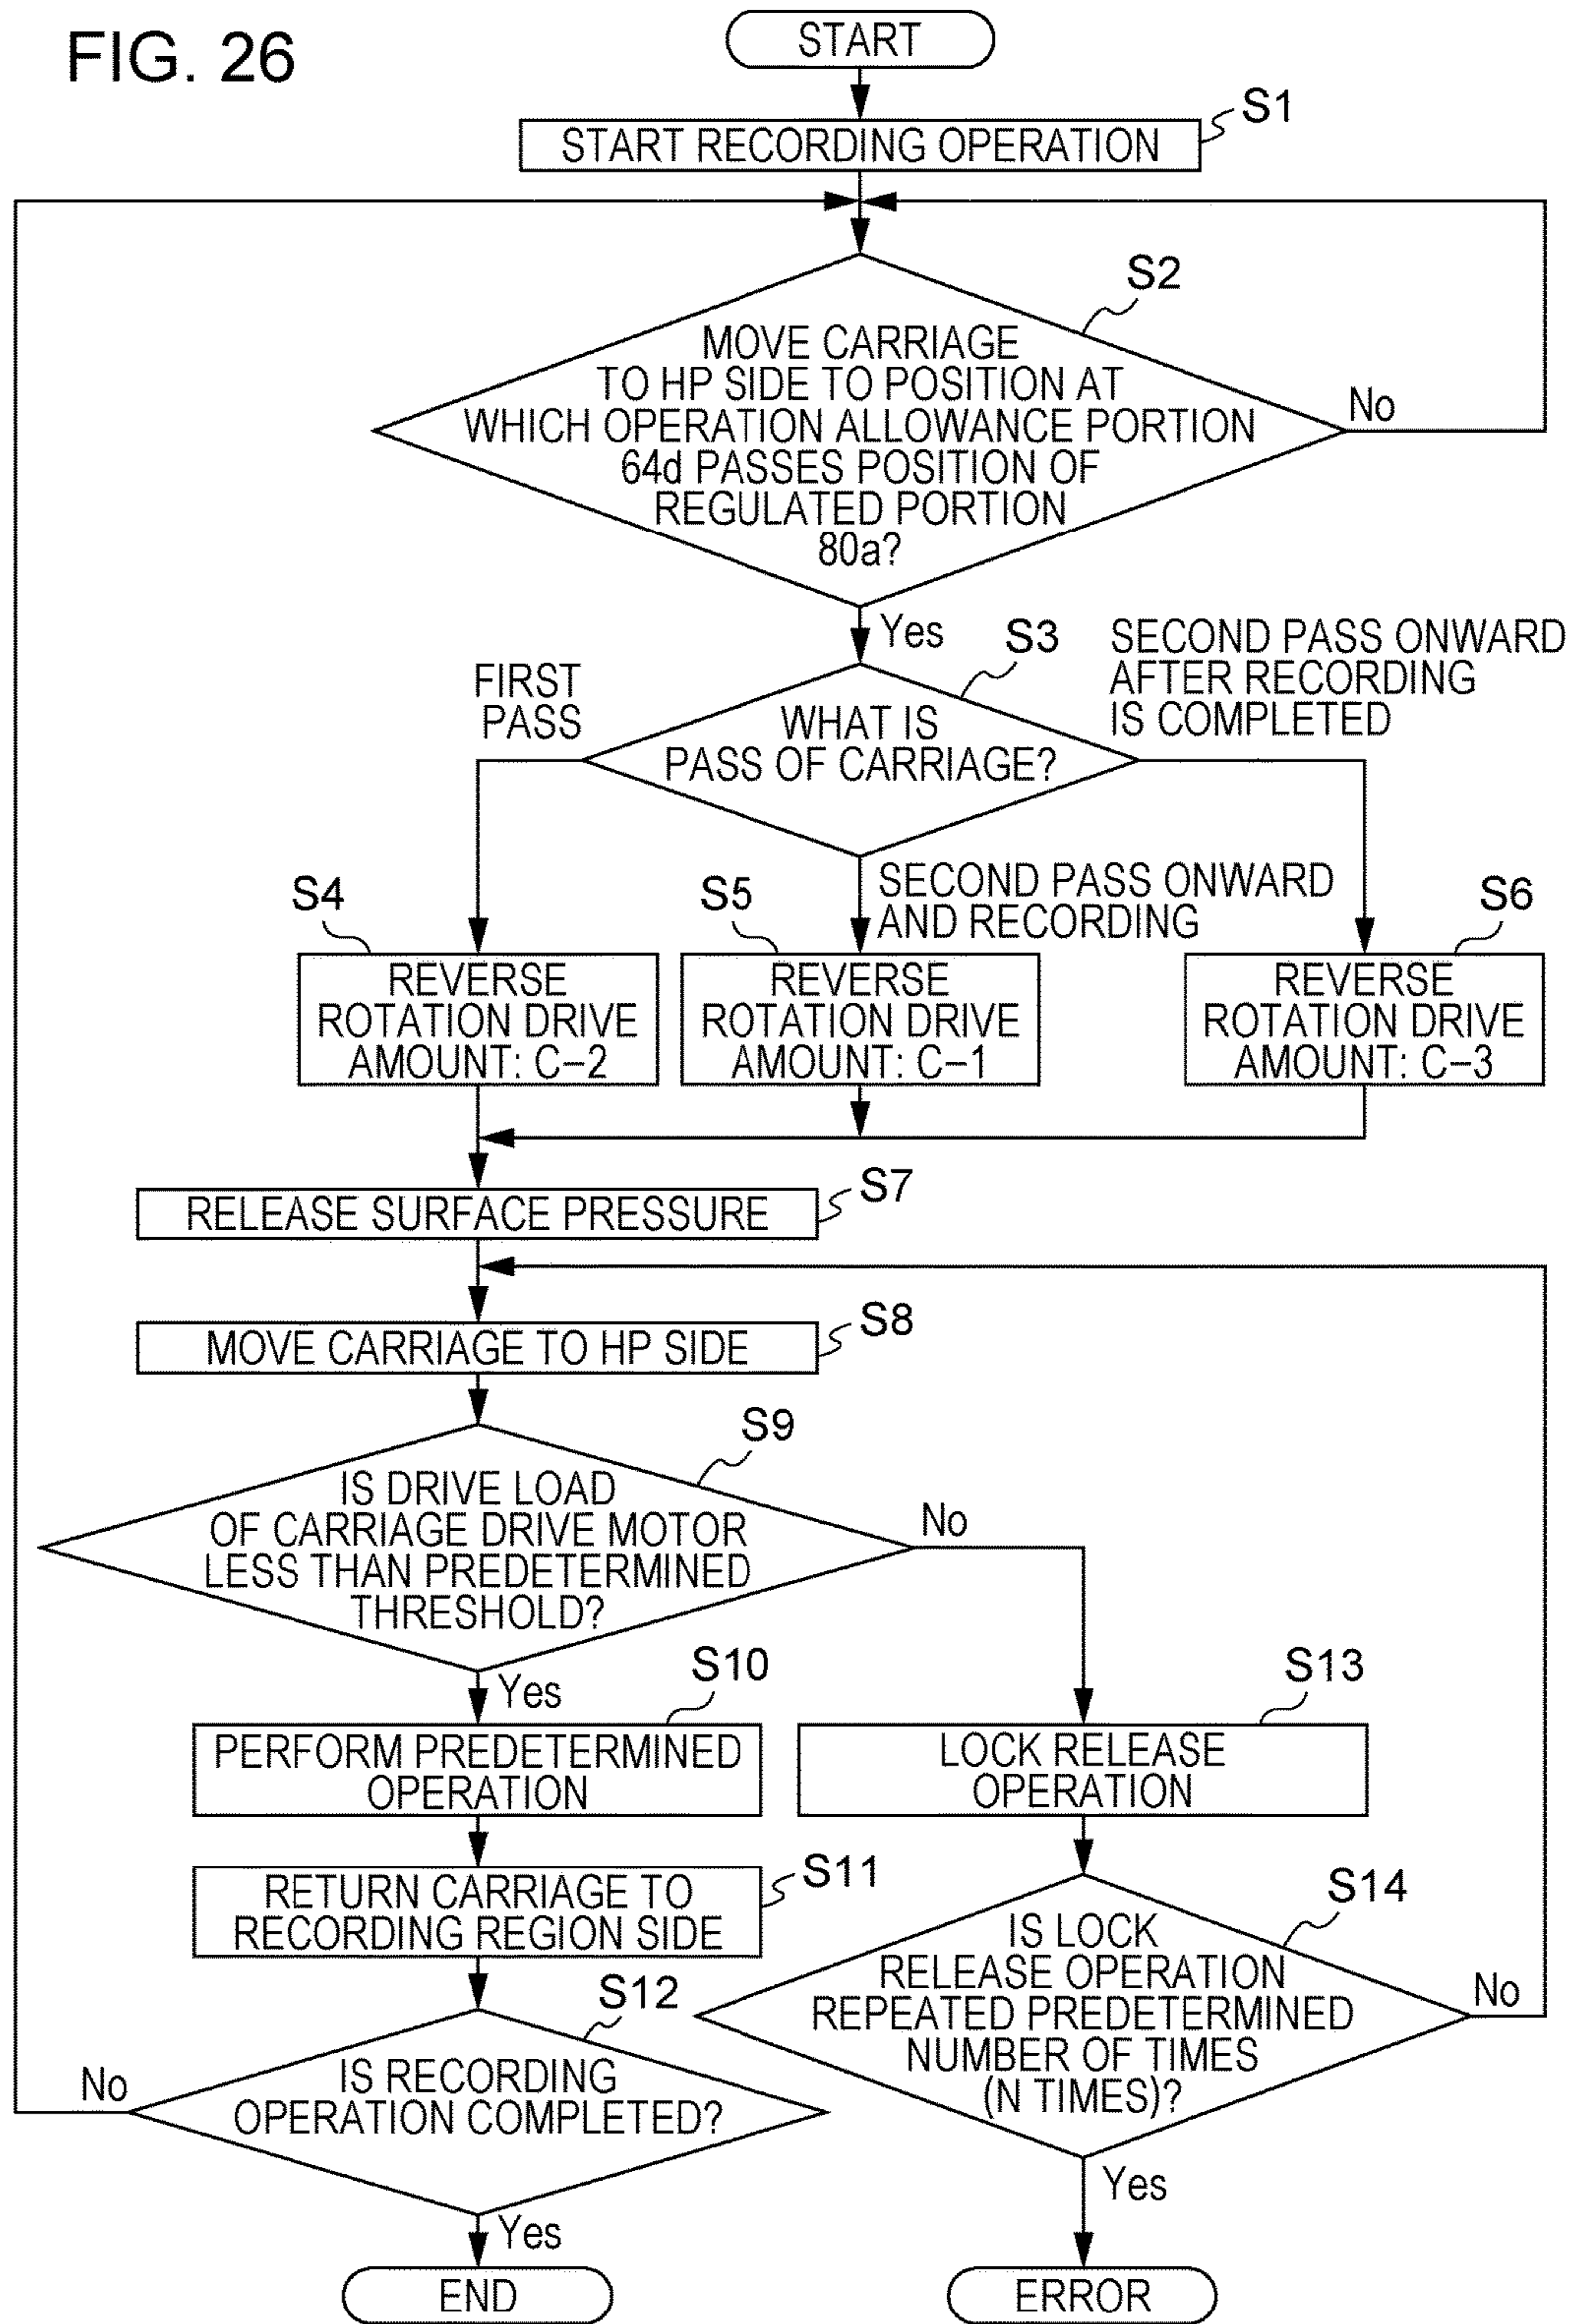 FIG. 26
START
START RECORDING OPERATION
S1
S2
MOVE CARRIAGE
TO HP SIDE TO POSITION AT
WHICH OPERATION ALLOWANCE PORTION
64d PASSES POSITION OF
REGULATED PORTION
80a?
No
Yes
S3
WHAT IS
PASS OF CARRIAGE?
FIRST
PASS
SECOND PASS ONWARD
AFTER RECORDING
IS COMPLETED
SECOND PASS ONWARD
AND RECORDING
S4
REVERSE
ROTATION DRIVE
AMOUNT: C–2
S5
REVERSE
ROTATION DRIVE
AMOUNT: C–1
S6
REVERSE
ROTATION DRIVE
AMOUNT: C–3
RELEASE SURFACE PRESSURE
S7
MOVE CARRIAGE TO HP SIDE
S8
S9
IS DRIVE LOAD
OF CARRIAGE DRIVE MOTOR
LESS THAN PREDETERMINED
THRESHOLD?
No
Yes
S10
PERFORM PREDETERMINED
OPERATION
S13
LOCK RELEASE
OPERATION
RETURN CARRIAGE TO
RECORDING REGION SIDE
S11
S14
IS LOCK
RELEASE OPERATION
REPEATED PREDETERMINED
NUMBER OF TIMES
(N TIMES)?
No
Yes
S12
IS RECORDING
OPERATION COMPLETED?
No
Yes
END
ERROR